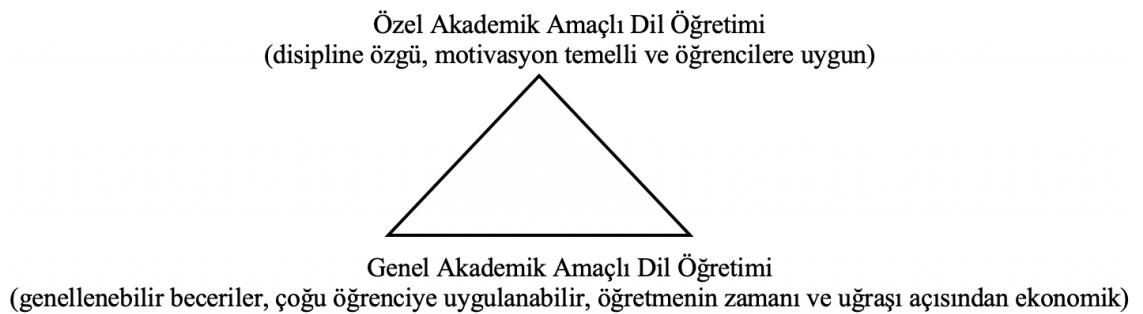 Özel Akademik Amaçlı Dil Öğretimi
(disipline özgü, motivasyon temelli ve öğrencilere uygun)
Genel Akademik Amaçlı Dil Öğretimi
(genellenebilir beceriler, çoğu öğrenciye uygulanabilir, öğretmenin zamanı ve uğraşı açısından ekonomik)